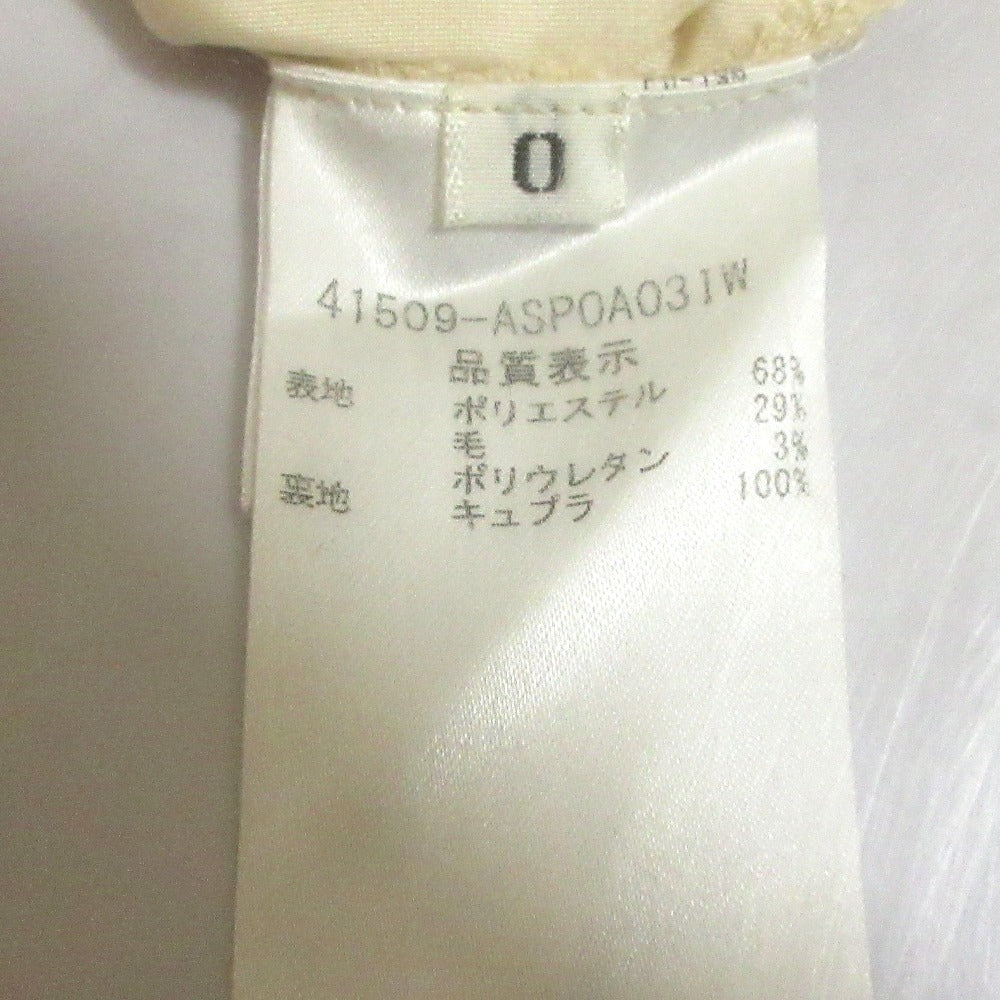 0
41509-ASP0A031W
品質表示
表地 ポリエステル 68%
毛 29%
ポリウレタン 3%
裏地 キュプラ 100%